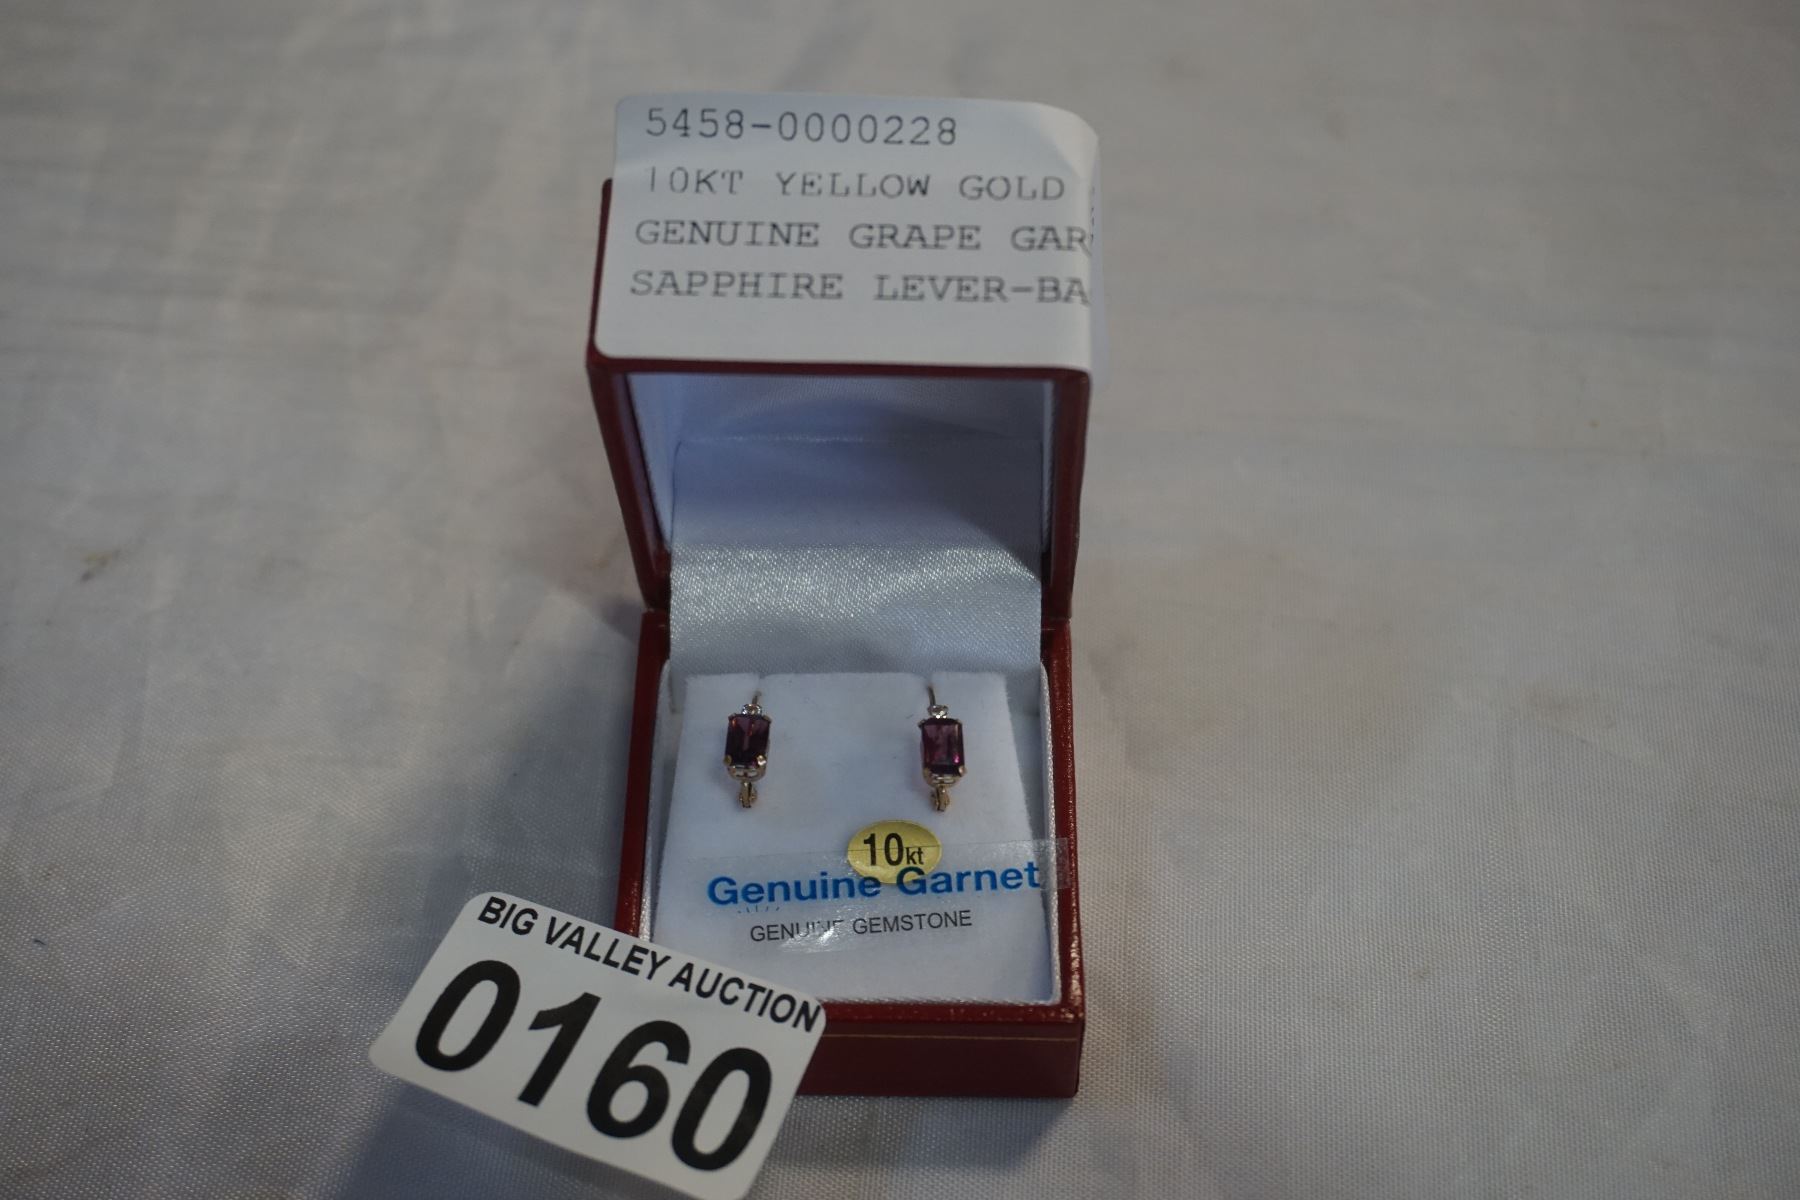 5458-0000228
10KT YELLOW GOLD
GENUINE GRAPE GAR
SAPPHIRE LEVER-BA
10kt
Genuine Garnet
GENUINE GEMSTONE
BIG VALLEY AUCTION
0160